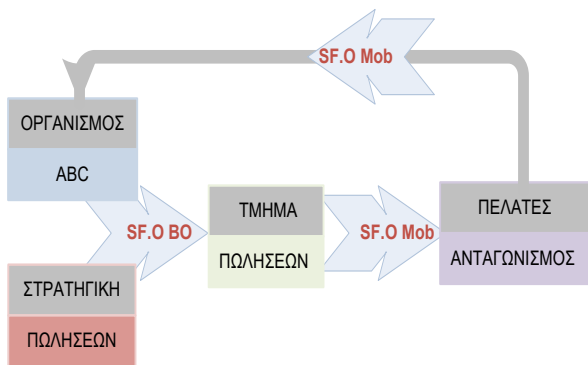 SF.O Mob
ΟΡΓΑΝΙΣΜΟΣ
ABC
SF.O BO
ΤΜΗΜΑ
ΠΩΛΗΣΕΩΝ
SF.O Mob
ΠΕΛΑΤΕΣ
ΑΝΤΑΓΩΝΙΣΜΟΣ
ΣΤΡΑΤΗΓΙΚΗ
ΠΩΛΗΣΕΩΝ